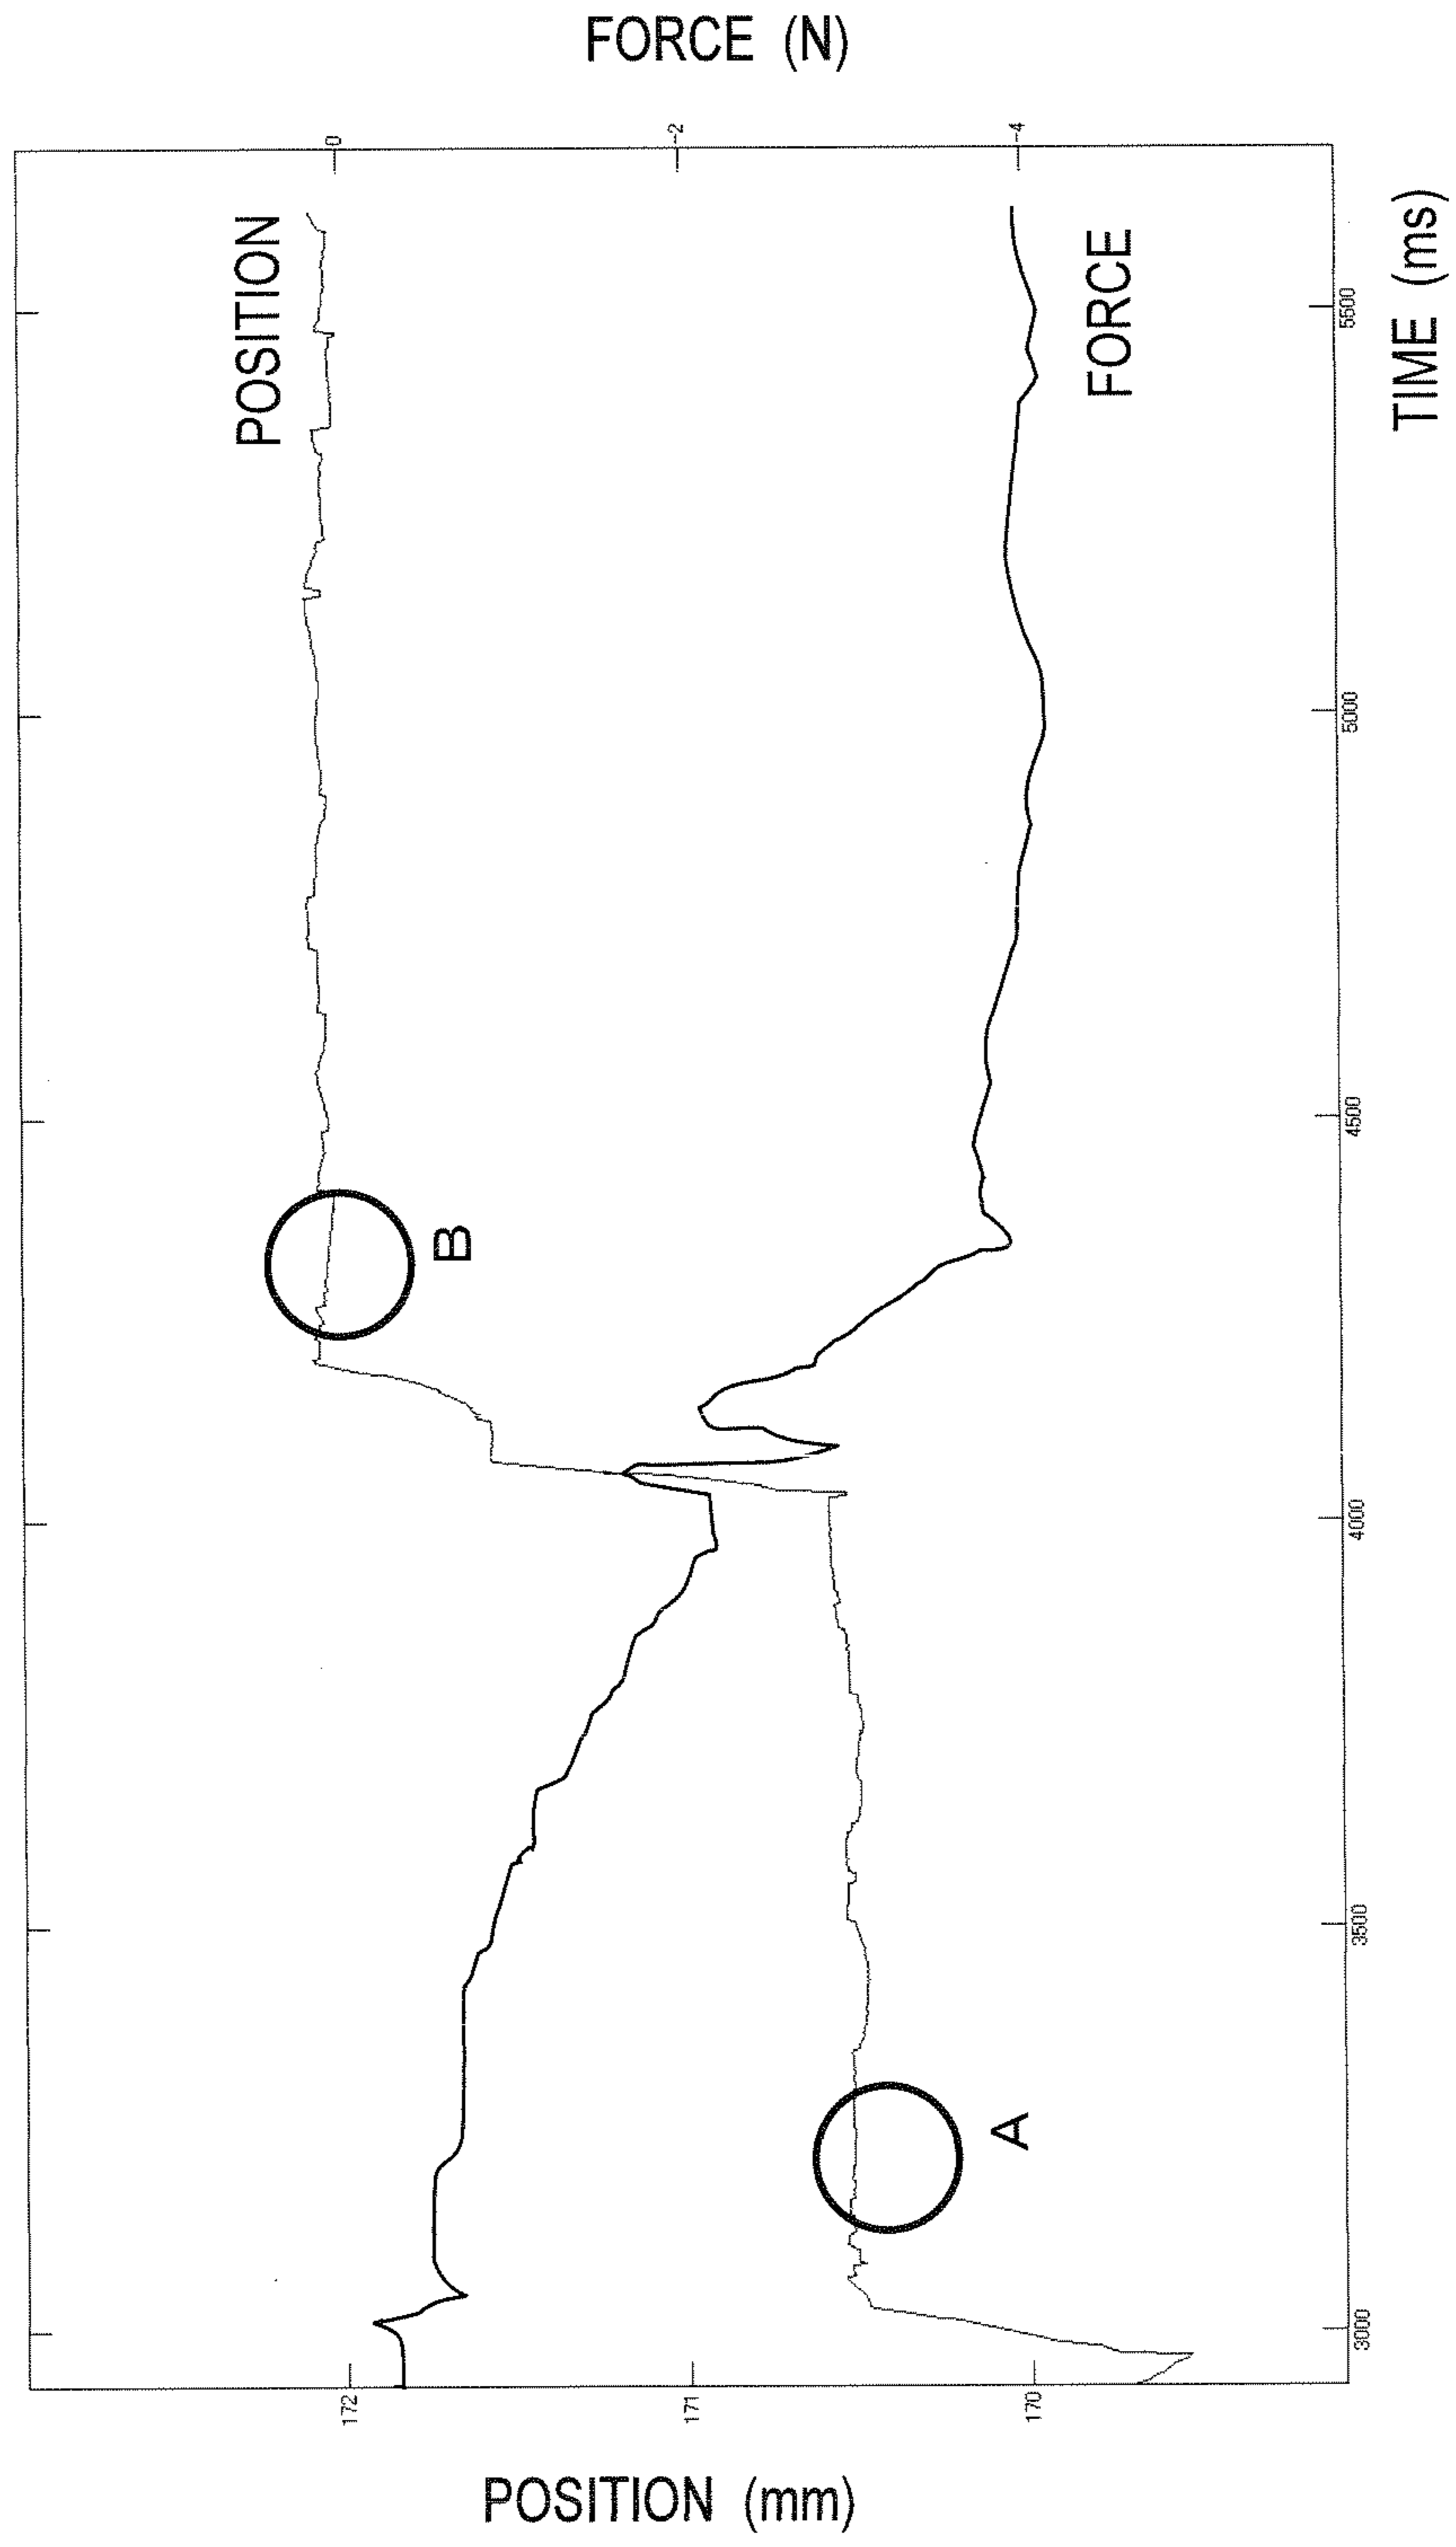 POSITION (mm)
172
171
170
FORCE (N)
0
-2
-4
POSITION
FORCE
A
B
3000
3500
4000
4500
5000
5500
TIME (ms)